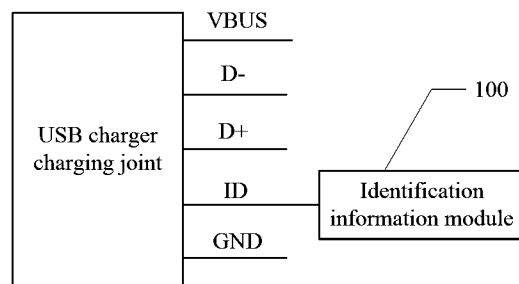 VBUS
D-
100
USB charger
charging joint
D+
ID
Identification
information module
GND